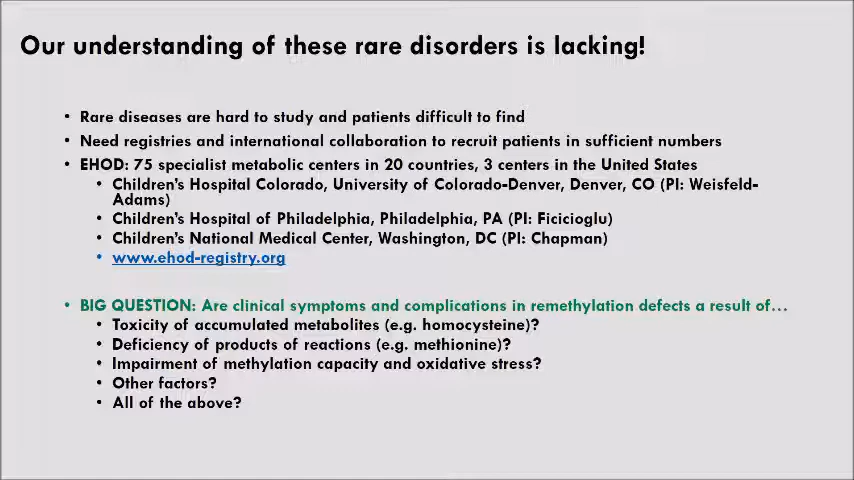 Our understanding of these rare disorders is lacking!
• Rare diseases are hard to study and patients difficult to find
• Need registries and international collaboration to recruit patients in sufficient numbers
• EHOD: 75 specialist metabolic centers in 20 countries, 3 centers in the United States
• Children's Hospital Colorado, University of Colorado-Denver, Denver, CO (PI: Weisfeld-
Adams)
• Children's Hospital of Philadelphia, Philadelphia, PA (PI: Ficicioglu)
• Children's National Medical Center, Washington, DC (PI: Chapman)
• www.ehod-registry.org
• BIG QUESTION: Are clinical symptoms and complications in remethylation defects a result of…
• Toxicity of accumulated metabolites (e.g. homocysteine)?
• Deficiency of products of reactions (e.g. methionine)?
• Impairment of methylation capacity and oxidative stress?
• Other factors?
• All of the above?